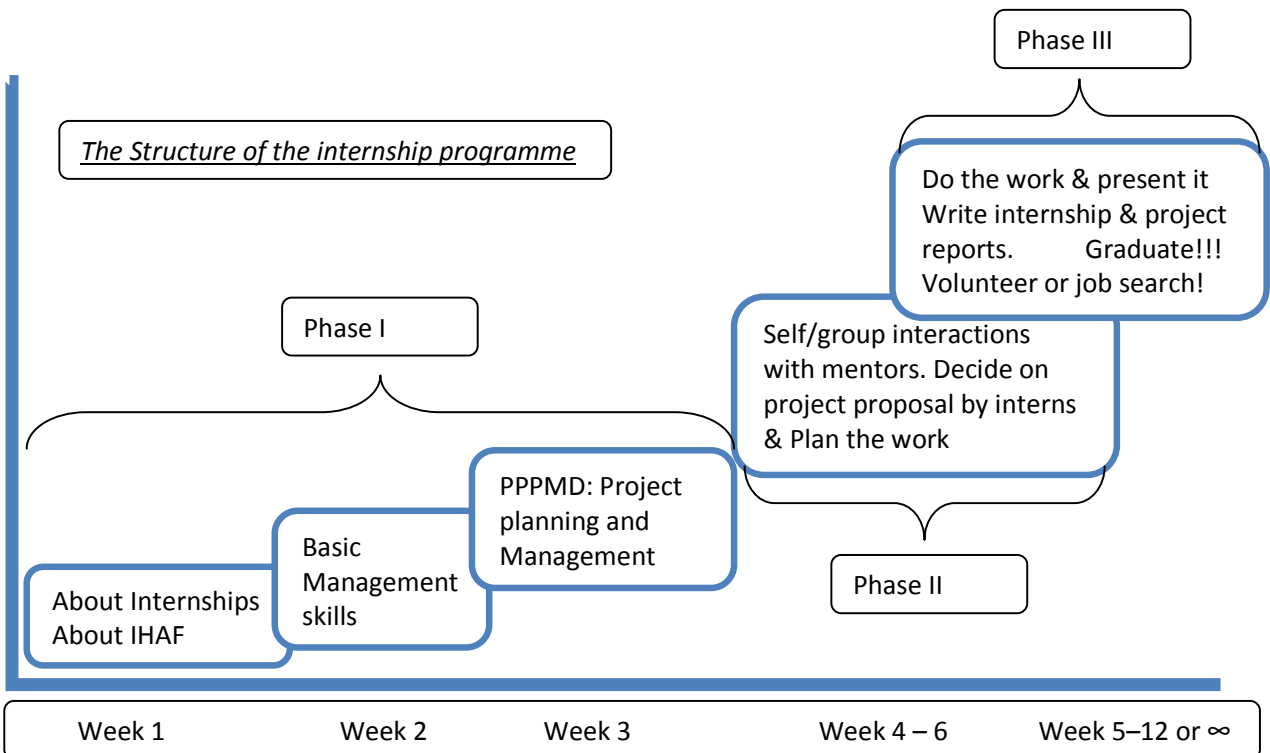 Phase III
The Structure of the internship programme
Do the work & present it
Write internship & project
reports. Graduate!!!
Volunteer or job search!
Phase I
Self/group interactions
with mentors. Decide on
project proposal by interns
& Plan the work
PPPMD: Project
planning and
Management
Basic
Management
skills
Phase II
About Internships
About IHAF
Week 1 Week 2 Week 3 Week 4 – 6 Week 5–12 or ∞